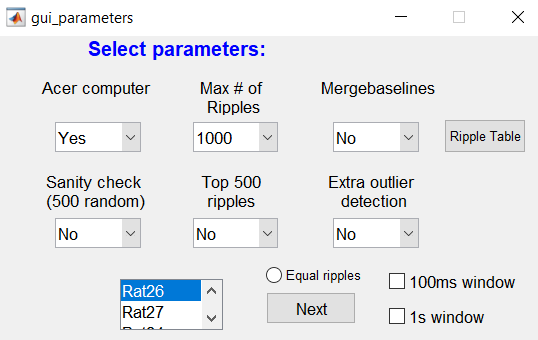 gui_parameters
Select parameters:
Acer computer
Max # of
Ripples
Mergebaselines
Yes
1000
No
Ripple Table
Sanity check
(500 random)
Top 500
ripples
Extra outlier
detection
No
No
No
Rat26
Rat27
Equal ripples
Next
100ms window
1s window